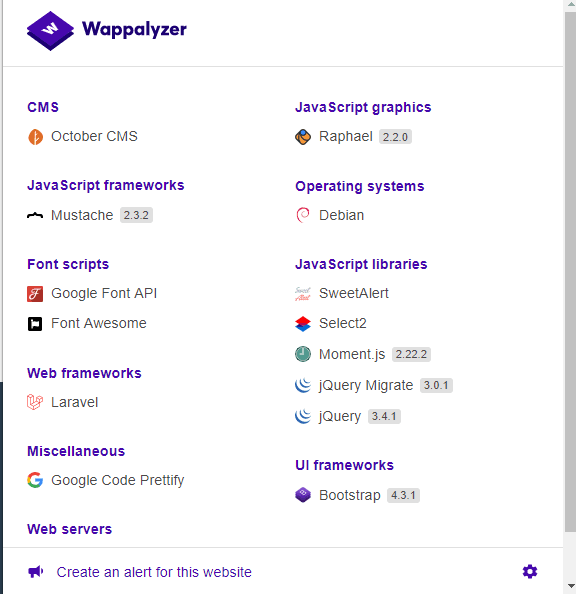 Wappalyzer
CMS
October CMS
JavaScript frameworks
Mustache 2.3.2
Font scripts
Google Font API
Font Awesome
Web frameworks
Laravel
Miscellaneous
Google Code Prettify
Web servers
JavaScript graphics
Raphael 2.2.0
Operating systems
Debian
JavaScript libraries
SweetAlert
Select2
Moment.js 2.22.2
jQuery Migrate 3.0.1
jQuery 3.4.1
UI frameworks
Bootstrap 4.3.1
Create an alert for this website